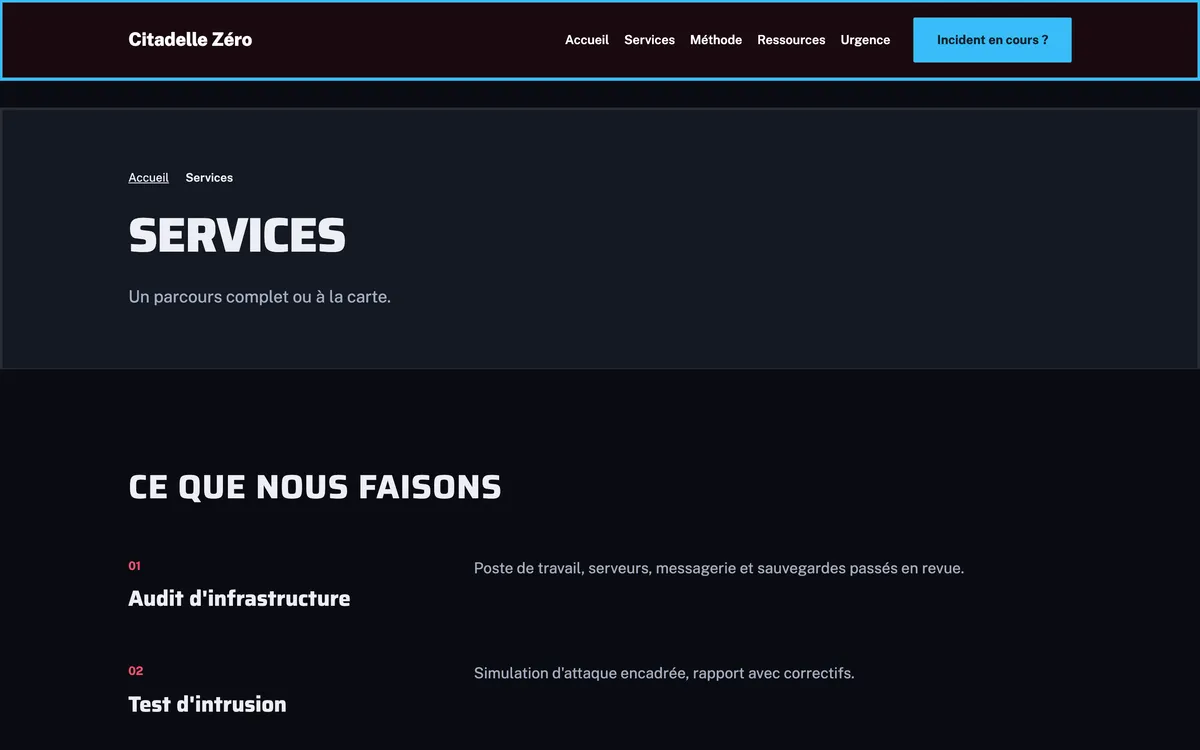 Citadelle Zéro
Accueil Services Méthode Ressources Urgence Incident en cours ?
Accueil Services
SERVICES
Un parcours complet ou à la carte.
CE QUE NOUS FAISONS
01
Audit d'infrastructure
Poste de travail, serveurs, messagerie et sauvegardes passés en revue.
02
Test d'intrusion
Simulation d'attaque encadrée, rapport avec correctifs.